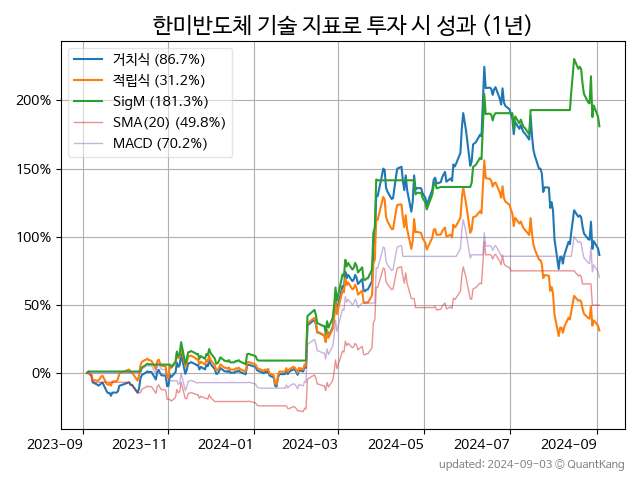 한미반도체 기술 지표로 투자 시 성과 (1년)
거치식 (86.7%)
적립식 (31.2%)
SigM (181.3%)
SMA(20) (49.8%)
MACD (70.2%)
200%
150%
100%
50%
0%
2023-09 2023-11 2024-01 2024-03 2024-05 2024-07 2024-09
updated: 2024-09-03 © QuantKang